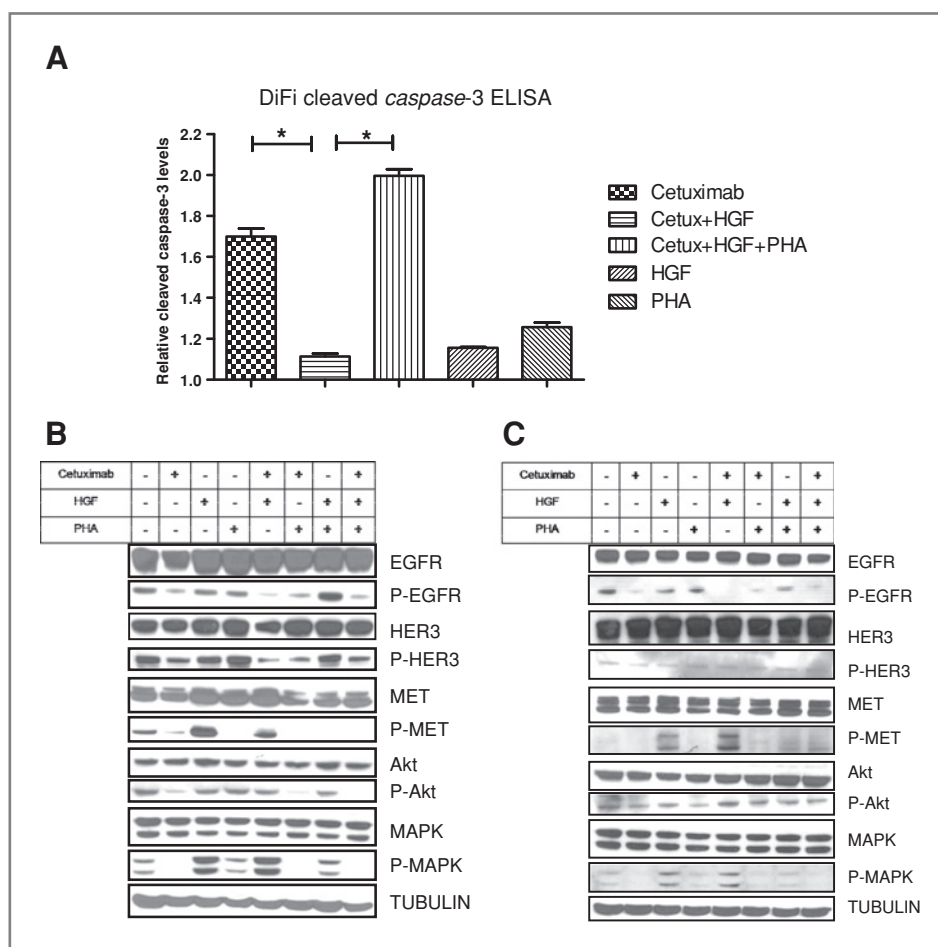 A
DiFi cleaved caspase-3 ELISA
Relative cleaved caspase-3 levels
2.2
2.0
1.8
1.6
1.4
1.2
1.0
* *
Cetuximab
Cetux+HGF
Cetux+HGF+PHA
HGF
PHA
B
Cetuximab - + - - + + - +
HGF - - + - + - + +
PHA - - - + - + + +
EGFR
P-EGFR
HER3
P-HER3
MET
P-MET
Akt
P-Akt
MAPK
P-MAPK
TUBULIN
C
Cetuximab - + - - + + - +
HGF - - + - + - + +
PHA - - - + - + + +
EGFR
P-EGFR
HER3
P-HER3
MET
P-MET
Akt
P-Akt
MAPK
P-MAPK
TUBULIN